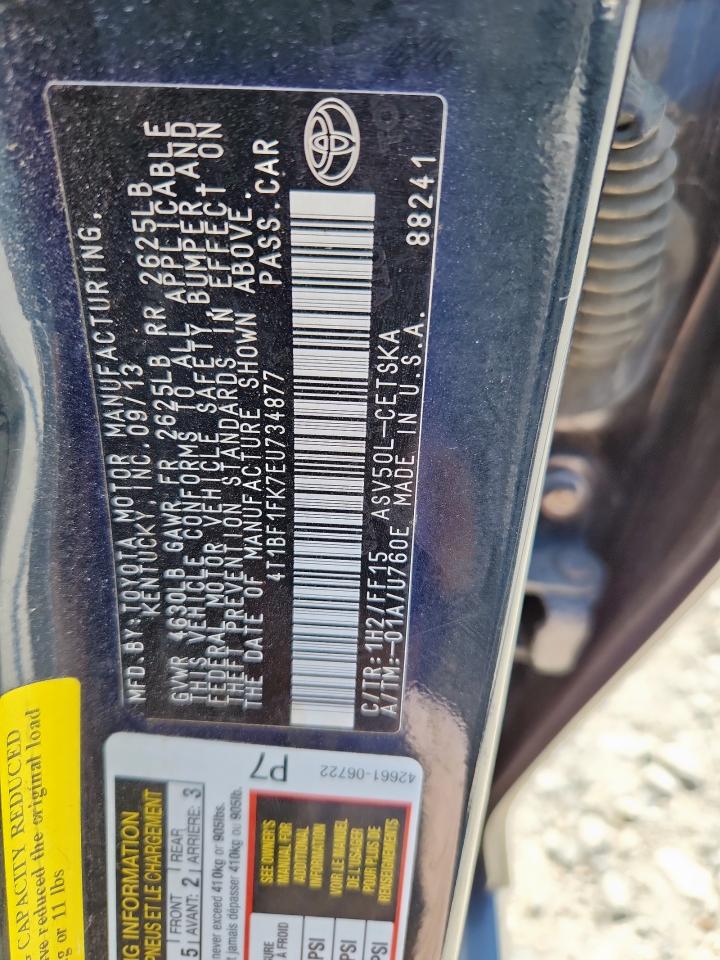 MFD.BY:TOYOTA MOTOR MANUFACTURING,
KENTUCKY INC. 09/13
GVWR 4630LB GAWR FR 2625LB RR 2625LB
THIS VEHICLE CONFORMS TO ALL APPLICABLE
FEDERAL MOTOR VEHICLE SAFETY, BUMPER AND
THEFT PREVENTION STANDARDS IN EFFECT ON
THE DATE OF MANUFACTURE SHOWN ABOVE.
4T1BF1FK7EU734877 PASS.CAR
C/TR:1H2/FF15 ASV50L-CETSKA
A/TM:-01A/U760E MADE IN U.S.A. 88241
CAPACITY REDUCED
reduced the original load
or 11 lbs
INFORMATION
PNEUS ET LE CHARGEMENT
5 FRONT REAR
AVANT: 2 ARRIÈRE: 3
never exceed 410kg or 905lbs.
jamais dépasser 410kg ou 905lb.
P7
42661-06722
SEE OWNER'S
MANUAL FOR
ADDITIONAL
INFORMATION
VOIR LE MANUEL
DE L'USAGER
POUR PLUS DE
RENSEIGNEMENTS
À FROID
PSI
PSI
PSI